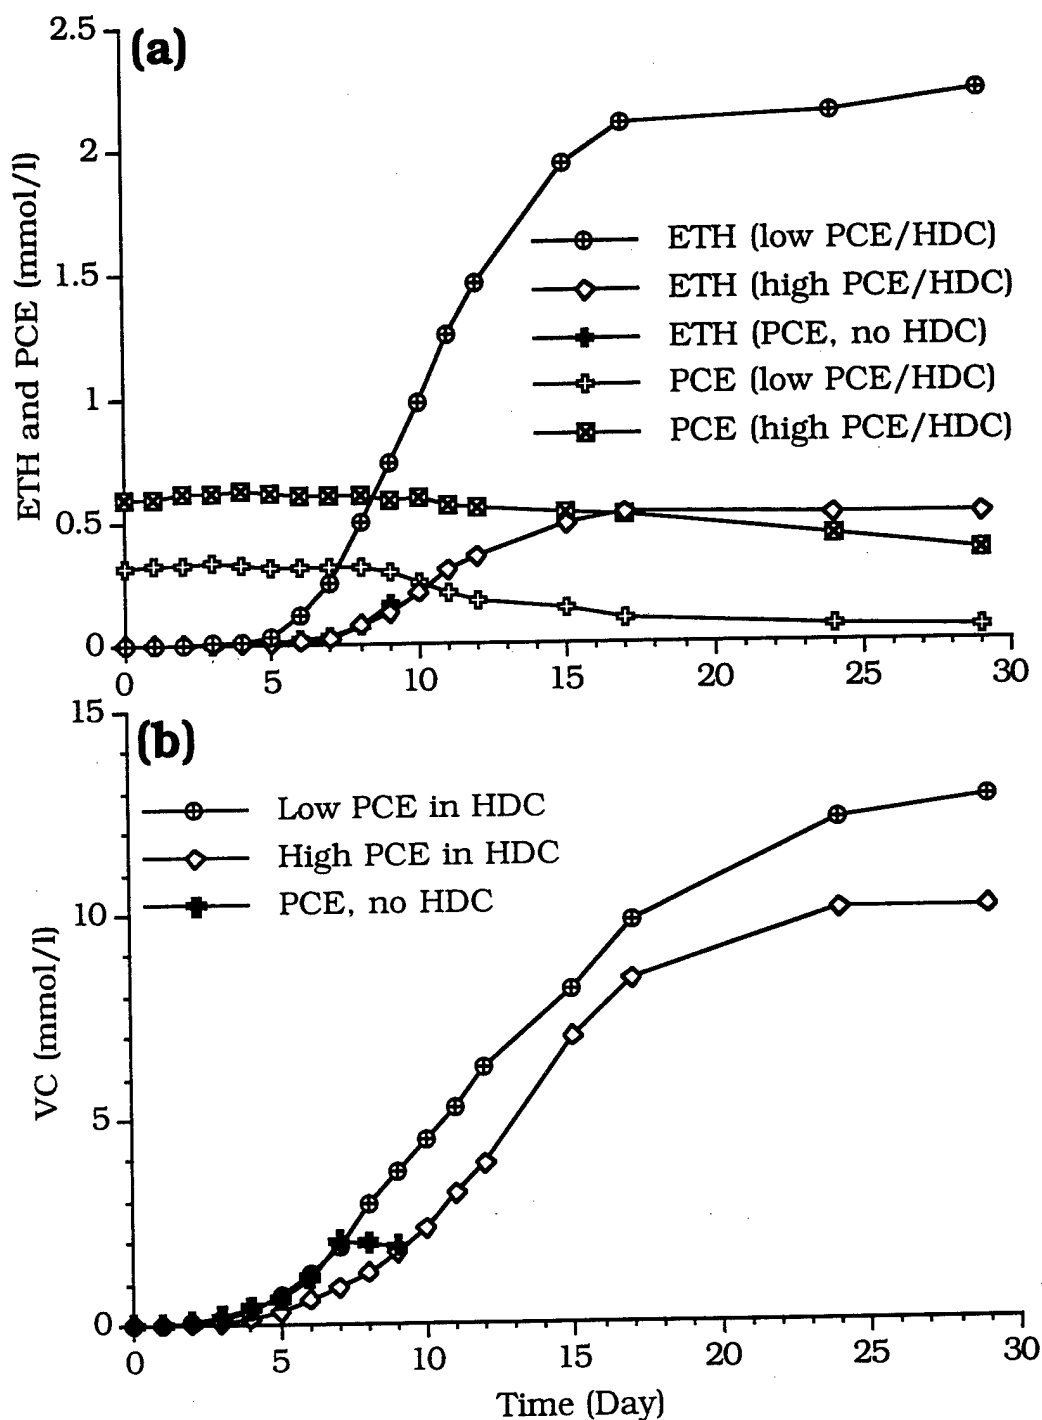 (a)
2.5
2
1.5
1
0.5
0
ETH and PCE (mmol/l)
ETH (low PCE/HDC)
ETH (high PCE/HDC)
ETH (PCE, no HDC)
PCE (low PCE/HDC)
PCE (high PCE/HDC)
0 5 10 15 20 25 30
(b)
15
10
5
0
VC (mmol/l)
Low PCE in HDC
High PCE in HDC
PCE, no HDC
0 5 10 15 20 25 30
Time (Day)